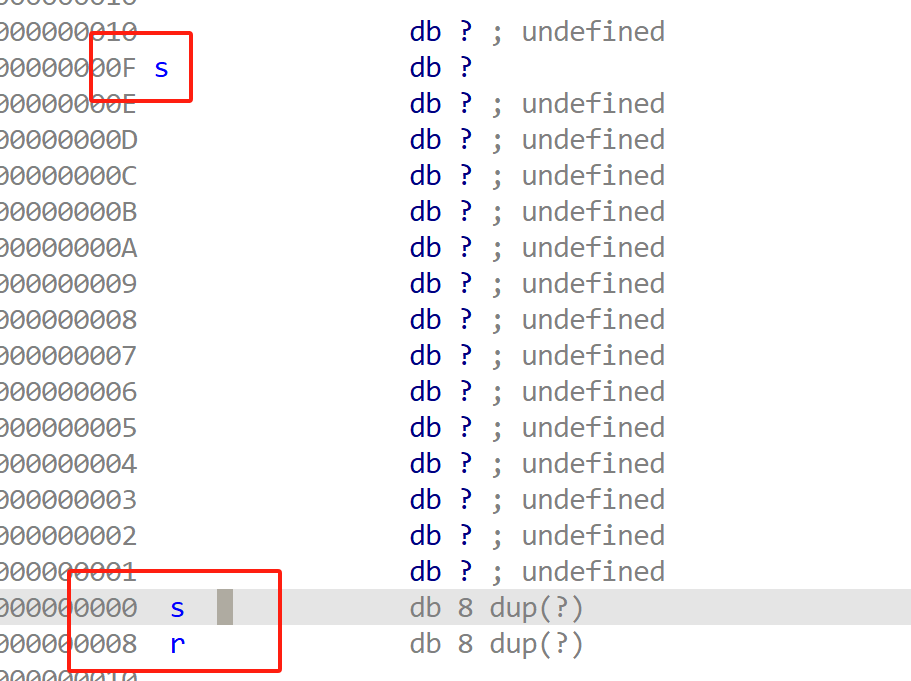 000000010 db ? ; undefined
00000000F s db ?
00000000E db ? ; undefined
00000000D db ? ; undefined
00000000C db ? ; undefined
00000000B db ? ; undefined
00000000A db ? ; undefined
000000009 db ? ; undefined
000000008 db ? ; undefined
000000007 db ? ; undefined
000000006 db ? ; undefined
000000005 db ? ; undefined
000000004 db ? ; undefined
000000003 db ? ; undefined
000000002 db ? ; undefined
000000001 db ? ; undefined
000000000 s db 8 dup(?)
000000008 r db 8 dup(?)